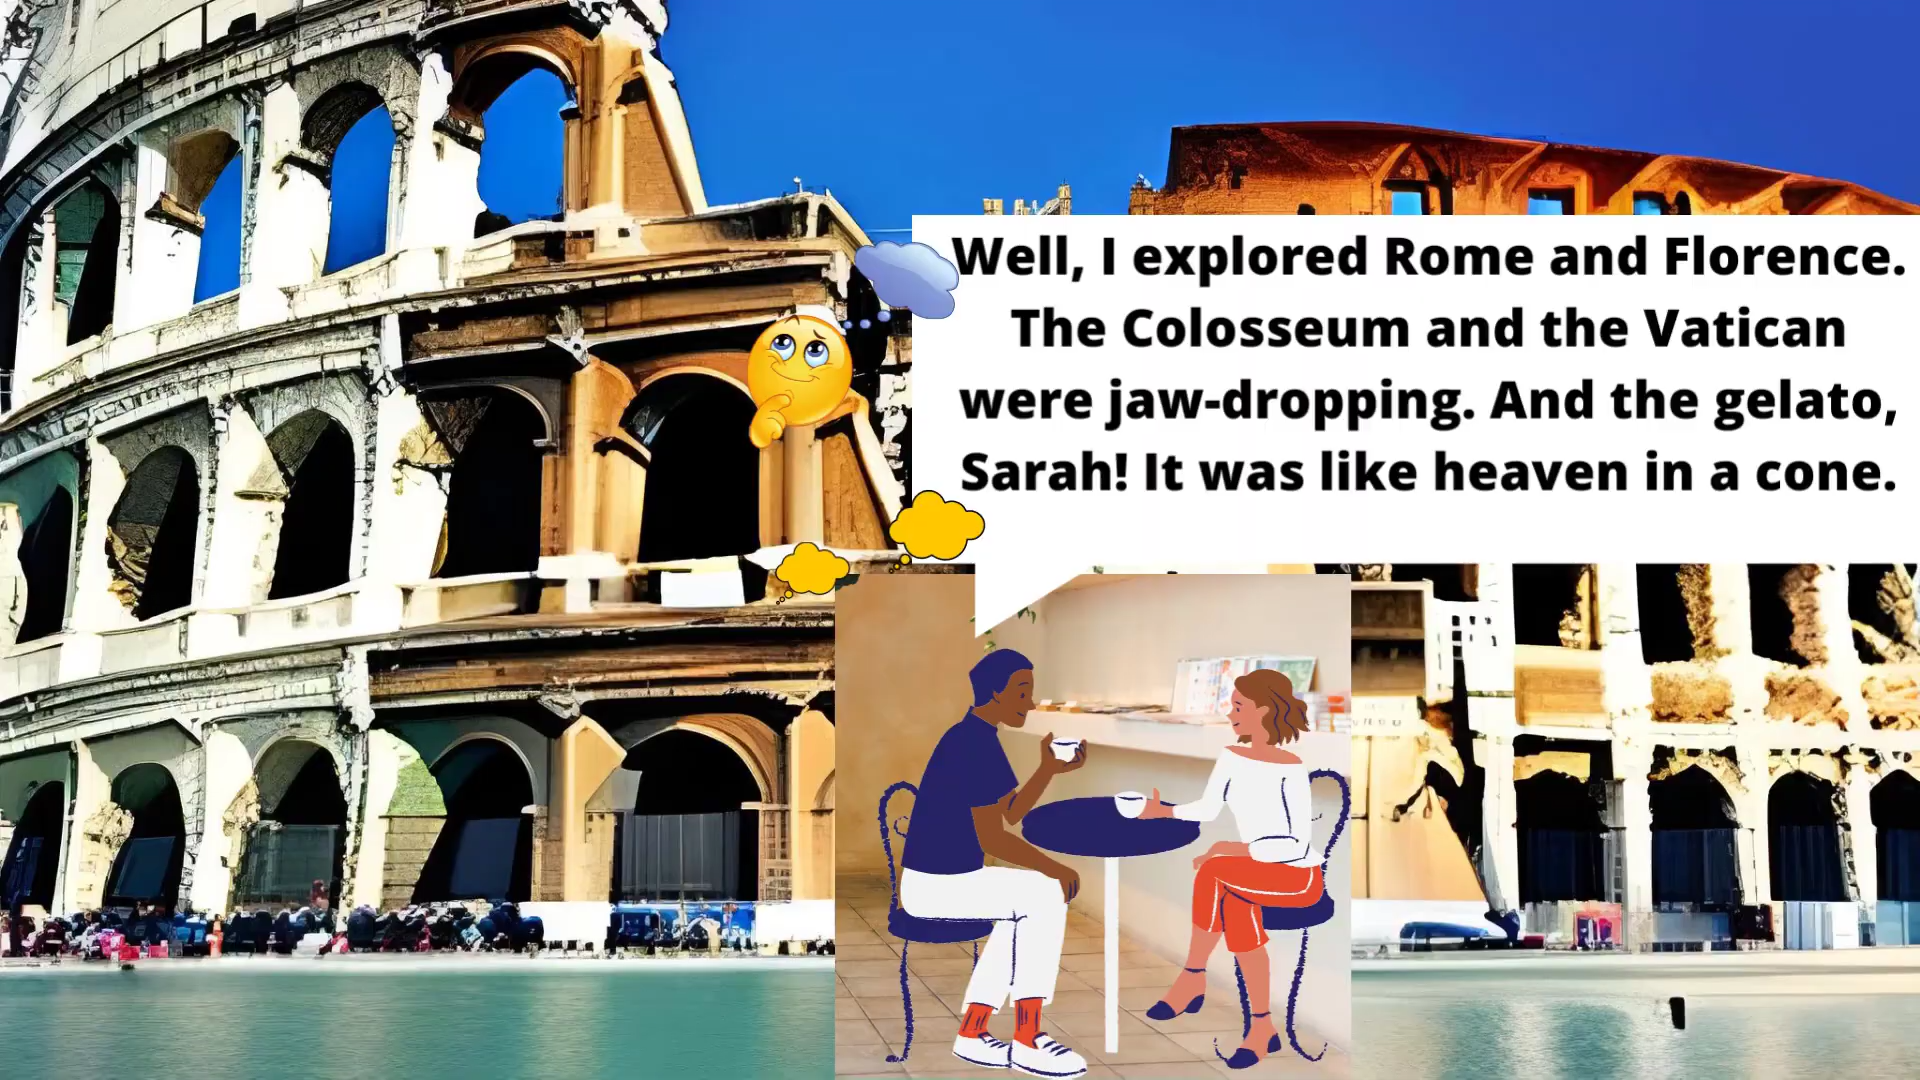 Well, I explored Rome and Florence.
The Colosseum and the Vatican
were jaw-dropping. And the gelato,
Sarah! It was like heaven in a cone.